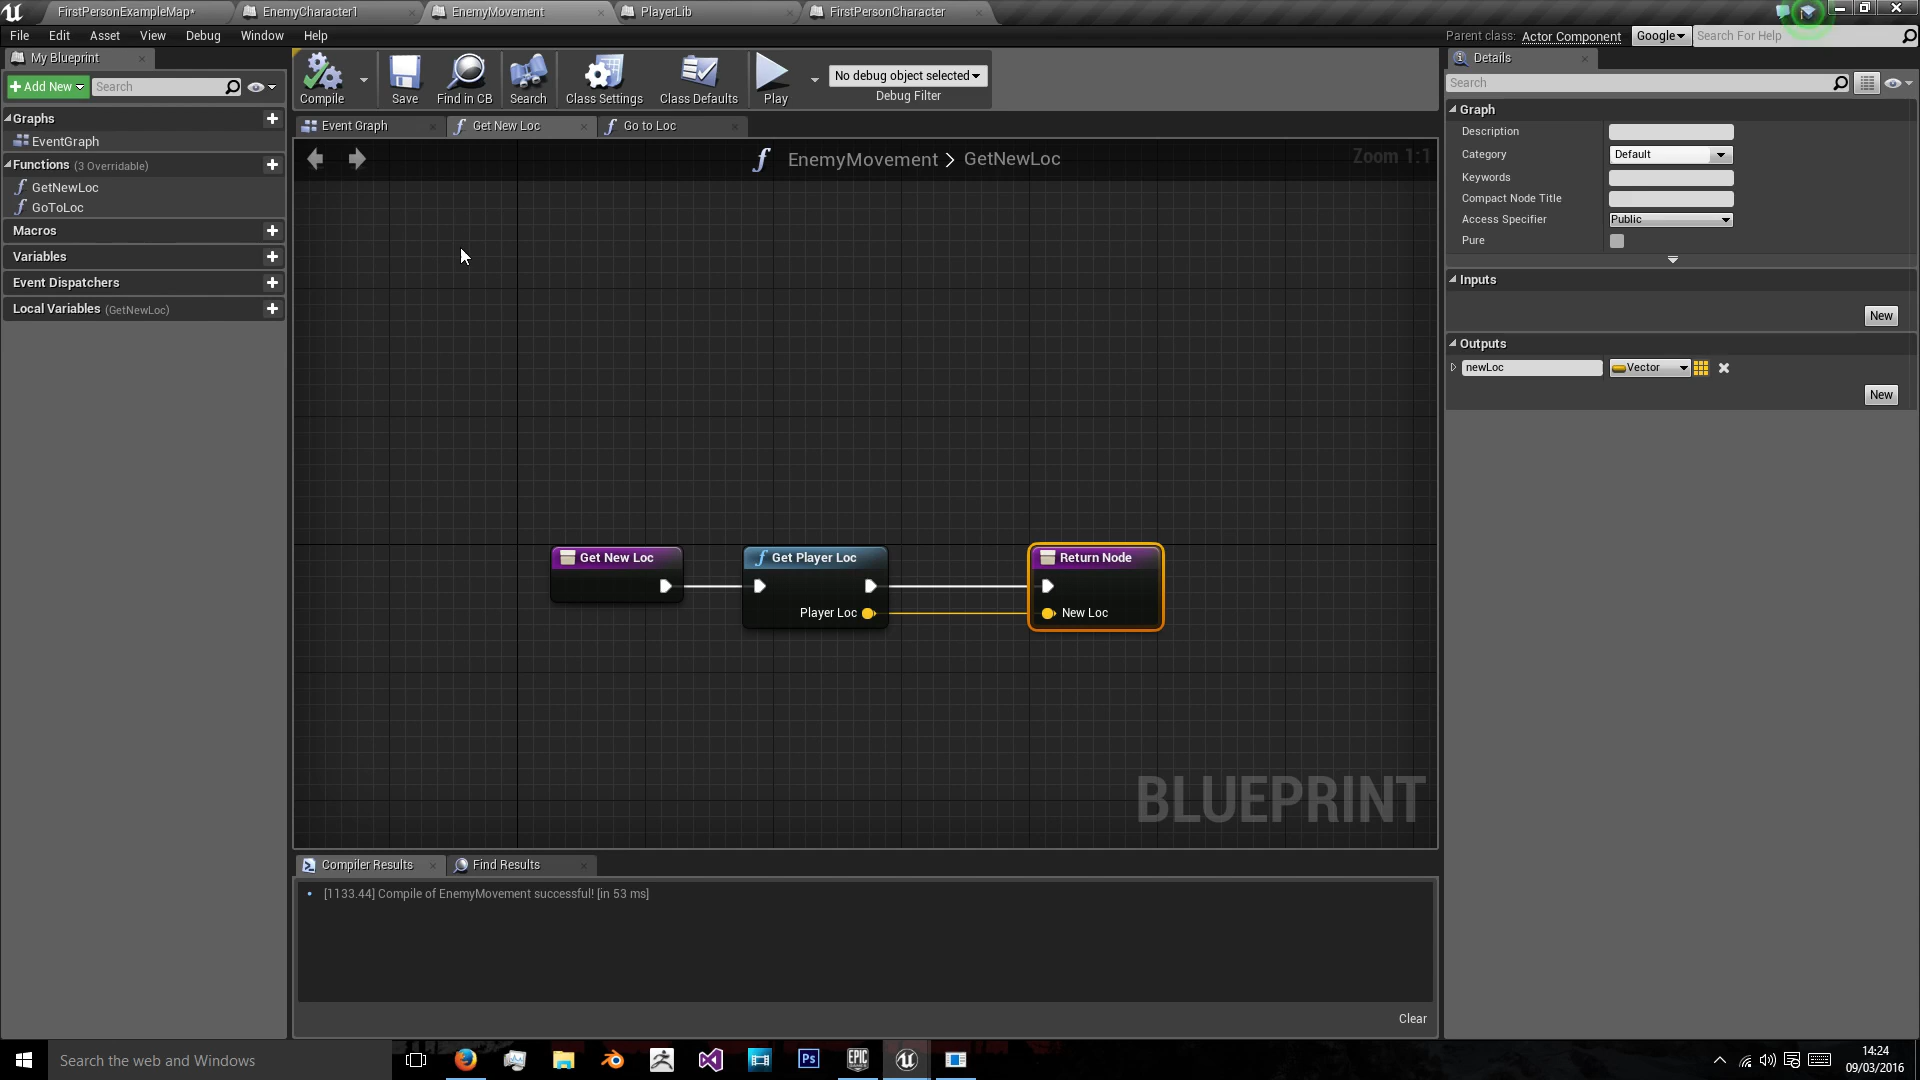 FirstPersonExampleMap*
EnemyCharacter1
EnemyMovement
PlayerLib
FirstPersonCharacter
File Edit Asset View Debug Window Help
Parent class: Actor Component Google Search For Help
My Blueprint
Add New Search
Graphs
EventGraph
Functions (3 Overridable)
GetNewLoc
GoToLoc
Macros
Variables
Event Dispatchers
Local Variables (GetNewLoc)
Compile
Save
Find in CB
Search
Class Settings
Class Defaults
Play
No debug object selected
Debug Filter
Event Graph
Get New Loc
Go to Loc
EnemyMovement > GetNewLoc
Zoom 1:1
Get New Loc
Get Player Loc
Player Loc
Return Node
New Loc
BLUEPRINT
Compiler Results
Find Results
[1133.44] Compile of EnemyMovement successful! [in 53 ms]
Clear
Details
Search
Graph
Description
Category Default
Keywords
Compact Node Title
Access Specifier Public
Pure
Inputs
New
Outputs
newLoc Vector
New
Search the web and Windows
Ps
EPIC
GAMES
14:24
09/03/2016